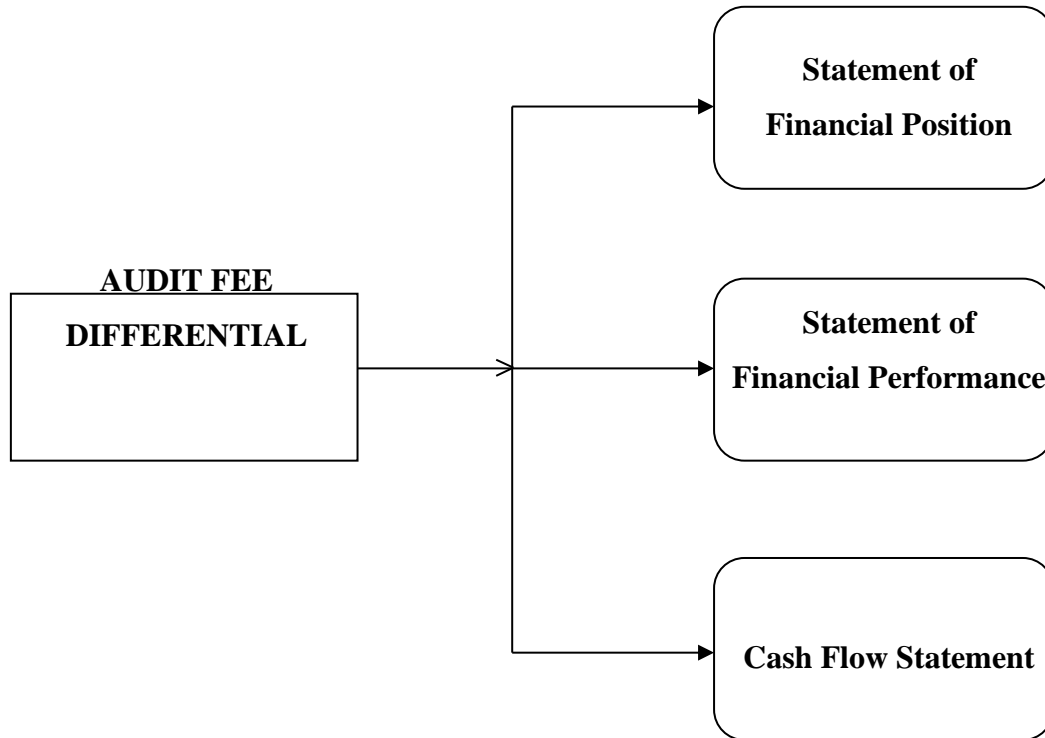 Statement of
Financial Position
AUDIT FEE
DIFFERENTIAL
Statement of
Financial Performance
Cash Flow Statement